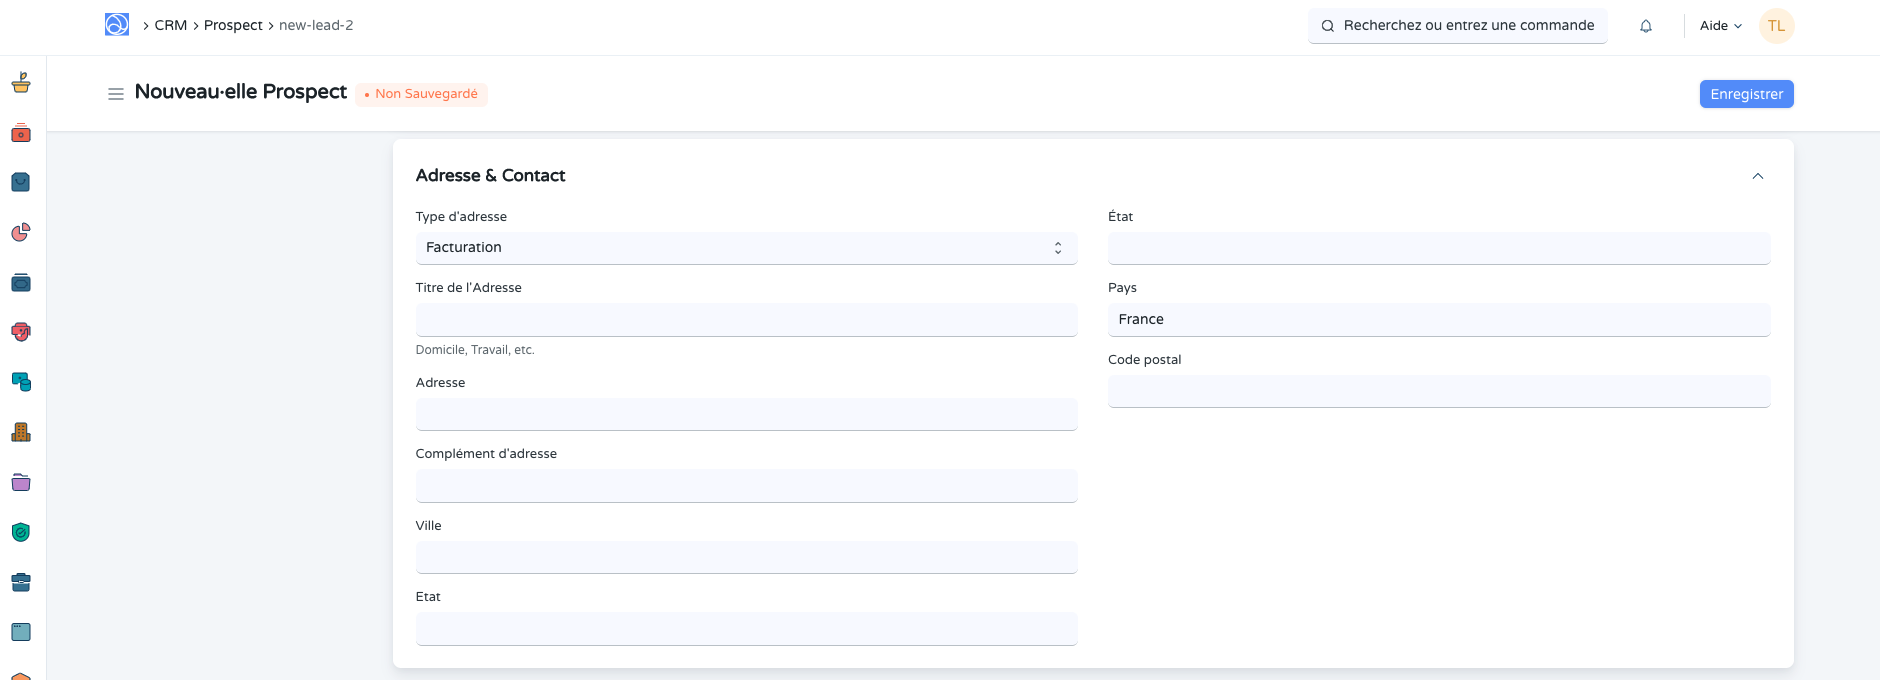 CRM Prospect new-lead-2
Recherchez ou entrez une commande
Aide
TL
Nouveau·elle Prospect
• Non Sauvegardé
Enregistrer
Adresse & Contact
Type d'adresse
Facturation
Titre de l'Adresse
Domicile, Travail, etc.
Adresse
Complément d'adresse
Ville
Etat
État
Pays
France
Code postal